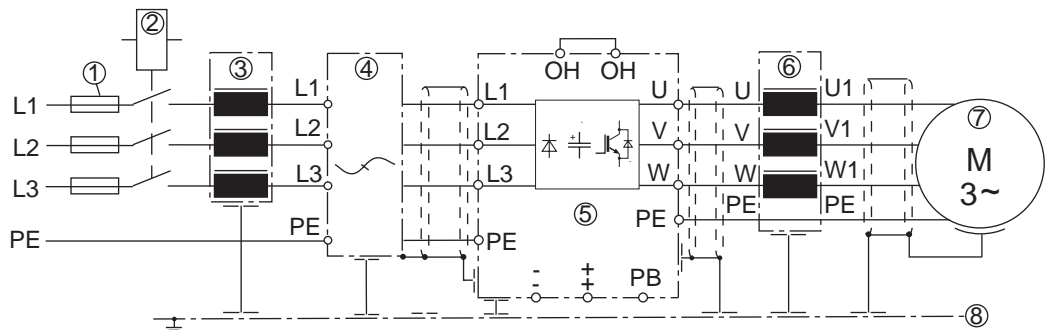 ② 
① ③ ④ ⑥
OH OH
L1 L1 L1 U U U1 ⑦
L2 L2 L2 V V V1 M
L3 L3 L3 W W W1 3~
⑤
PE PE PE PE PE PE
- + PB
- +
⑧